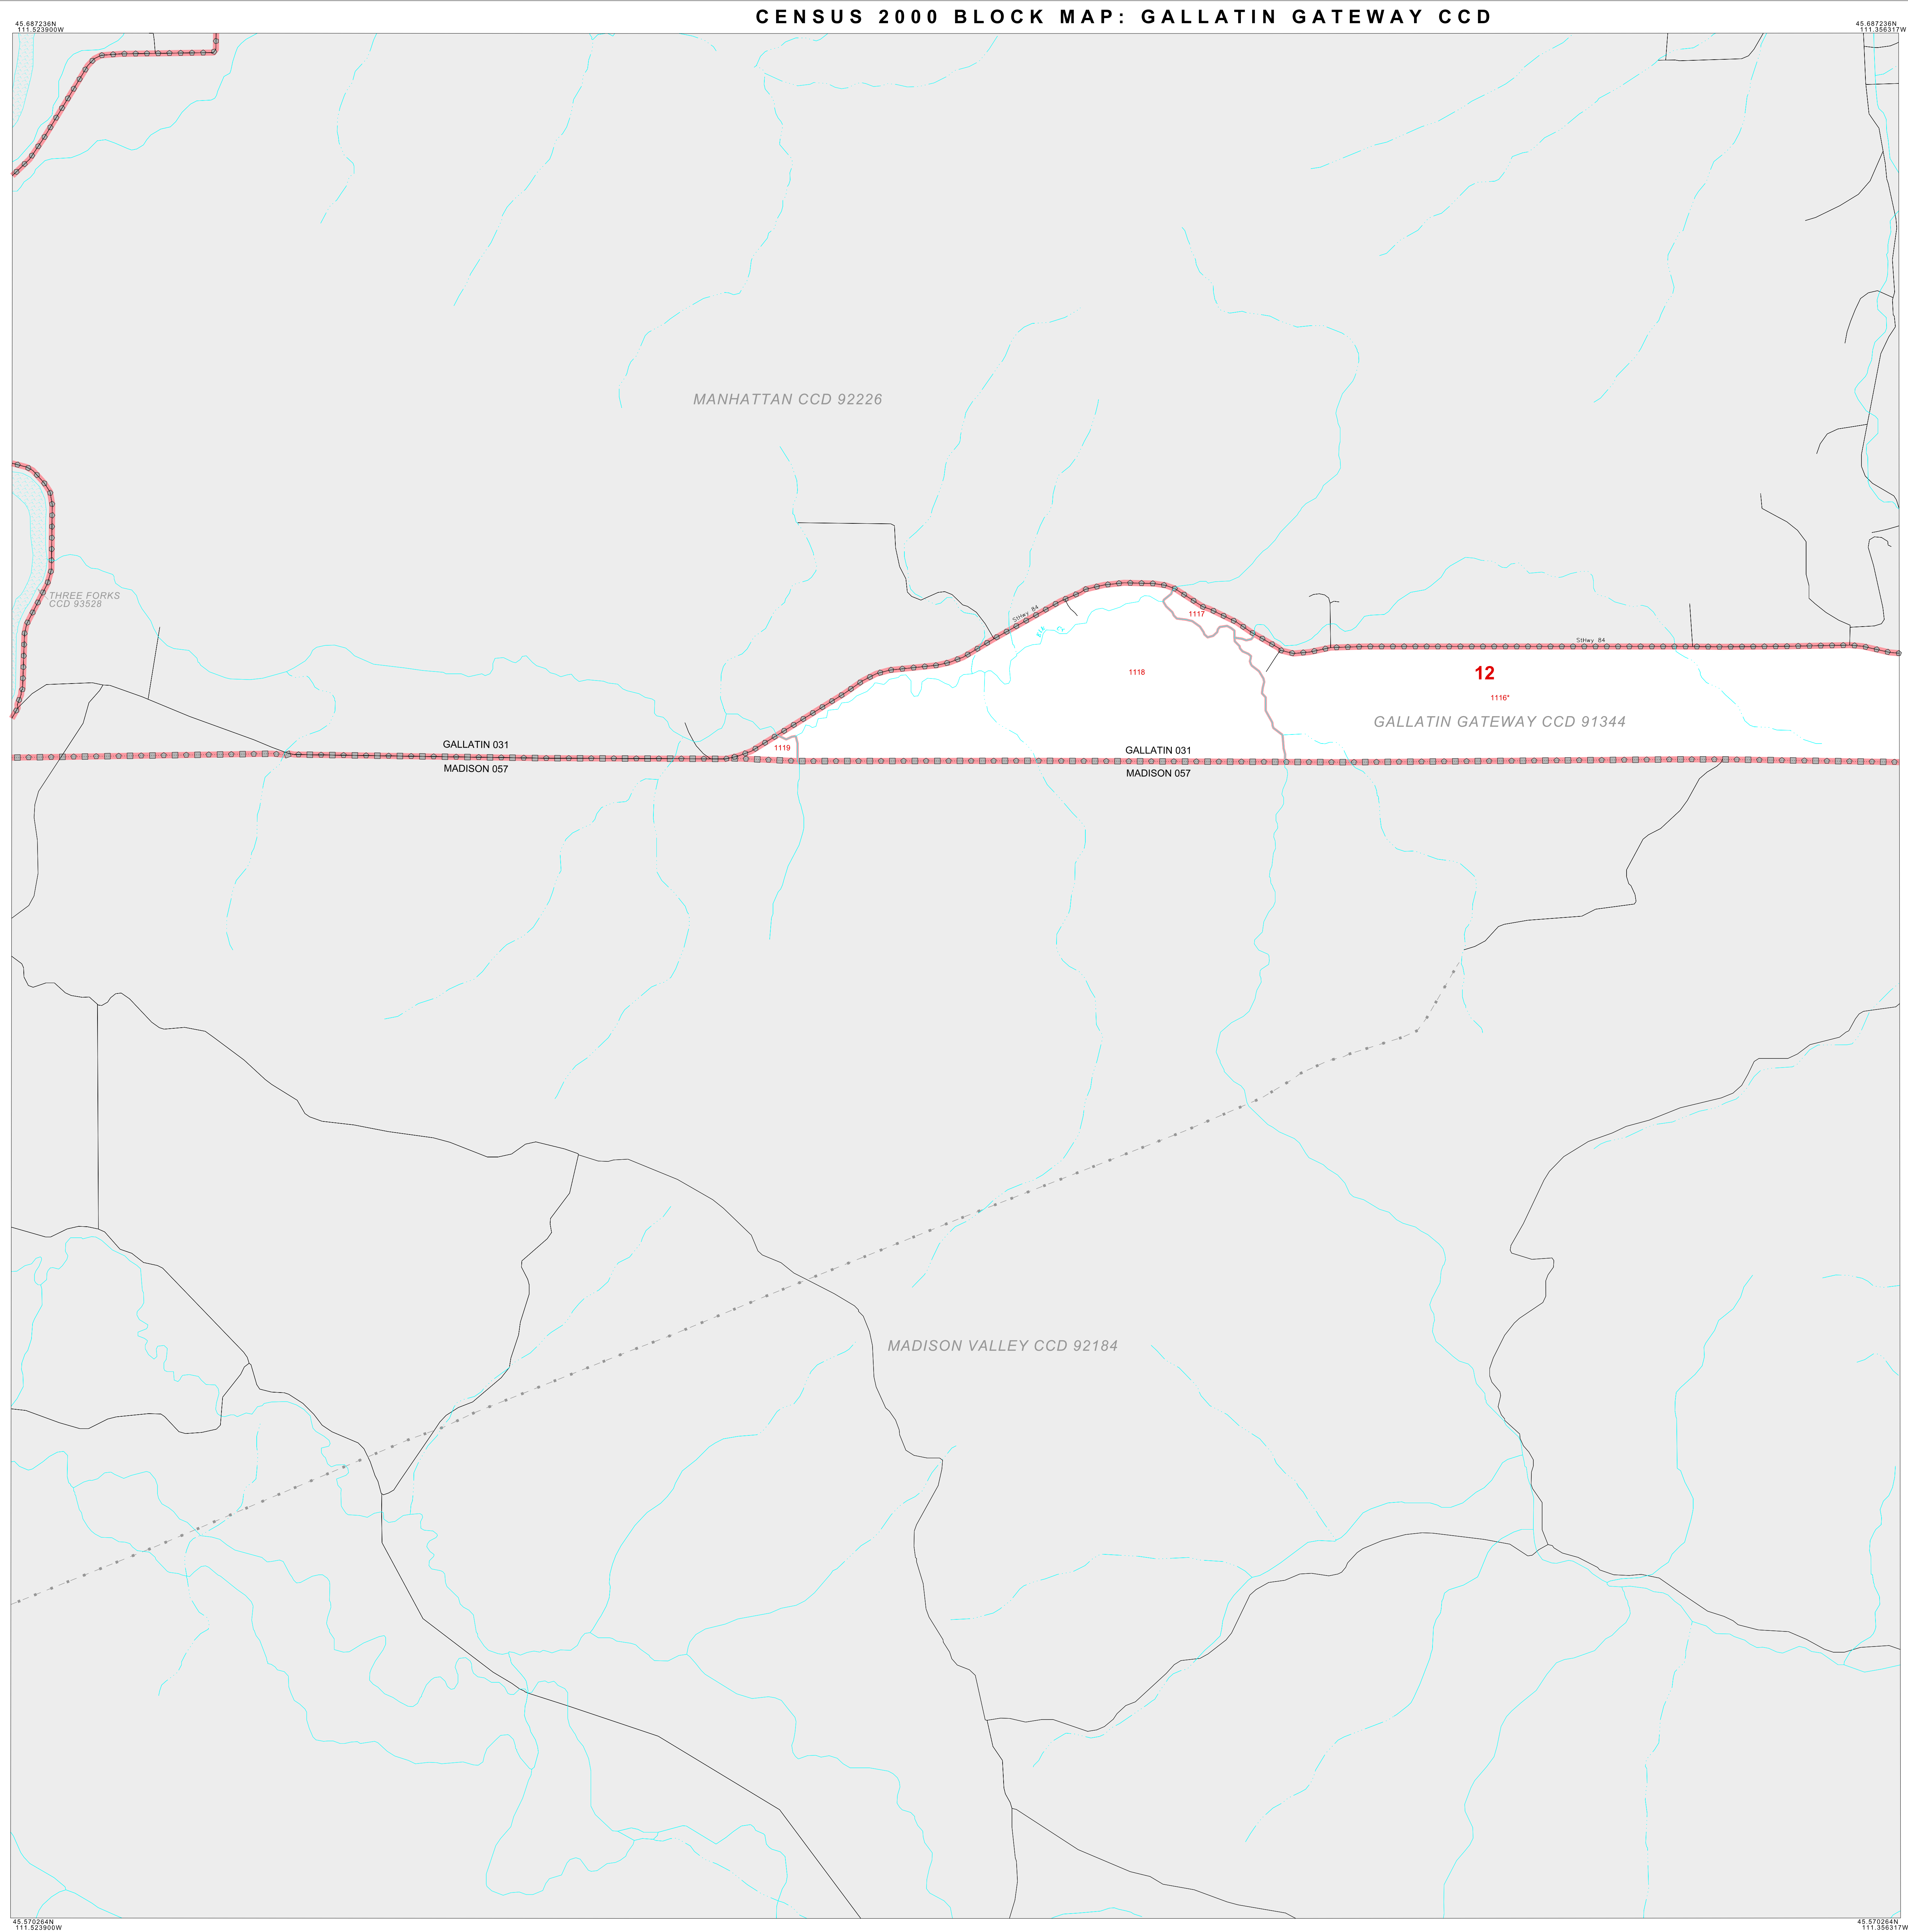 CENSUS 2000 BLOCK MAP: GALLATIN GATEWAY CCD
45.687236N
111.523900W
45.687236N
111.356317W
MANHATTAN CCD 92226
THREE FORKS
CCD 93528
StHwy 84
1117
StHwy 84
1118
12
1116*
GALLATIN GATEWAY CCD 91344
GALLATIN 031
1119
GALLATIN 031
MADISON 057
MADISON 057
MADISON VALLEY CCD 92184
45.570264N
111.523900W
45.570264N
111.356317W